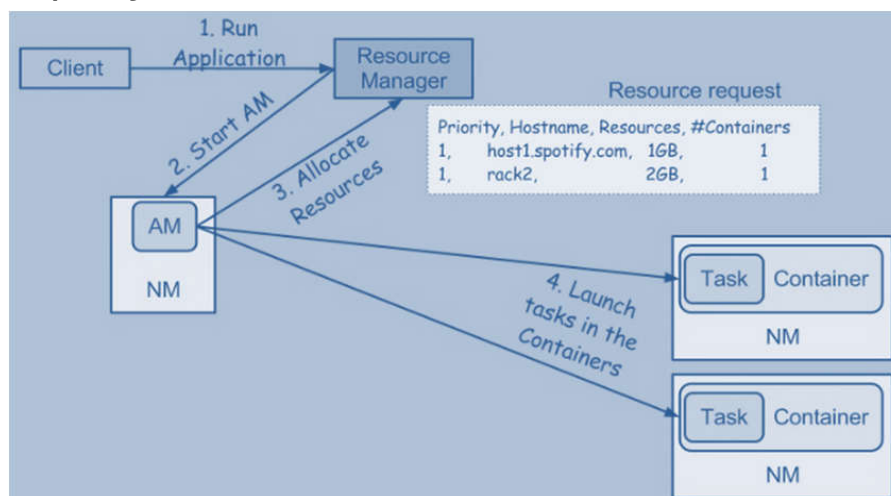 1. Run
Application
Client
Resource
Manager
Resource request
Priority, Hostname, Resources, #Containers
1, host1.spotify.com, 1GB, 1
1, rack2, 2GB, 1
2. Start AM
3. Allocate
Resources
AM
NM
4. Launch
tasks in the
Containers
Task Container
NM
Task Container
NM